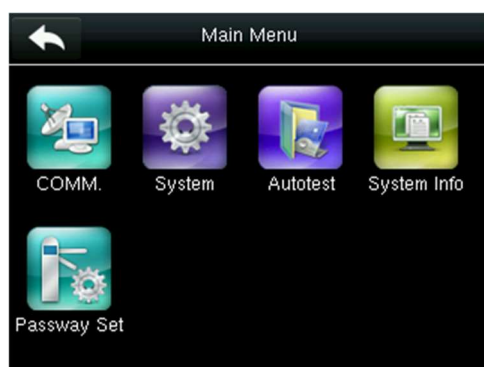 Main Menu
COMM.
System
Autotest
System Info
Passway Set